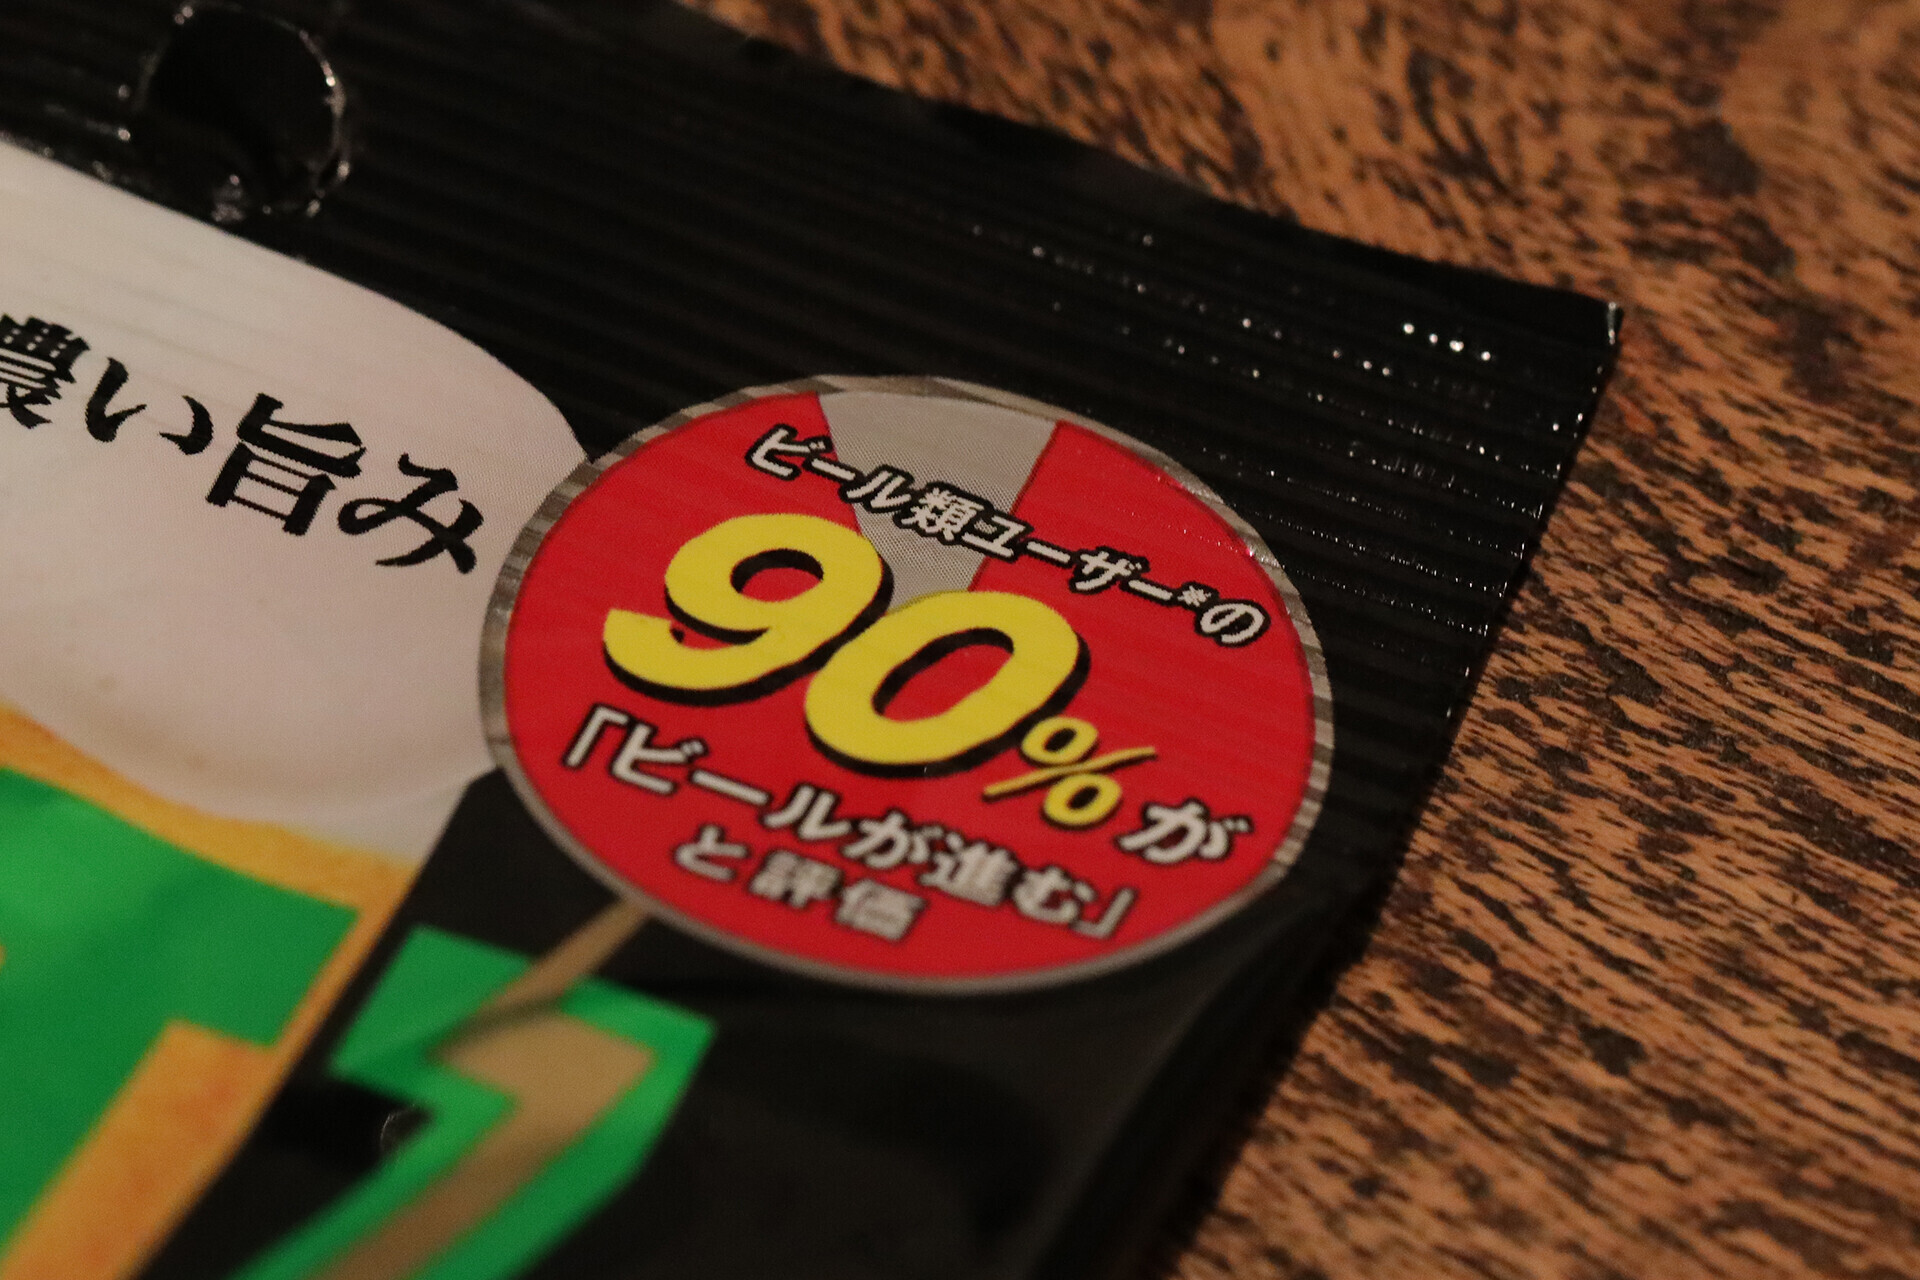 濃い旨み
ビール類ユーザー*の
90%が
「ビールが進む」
と評価